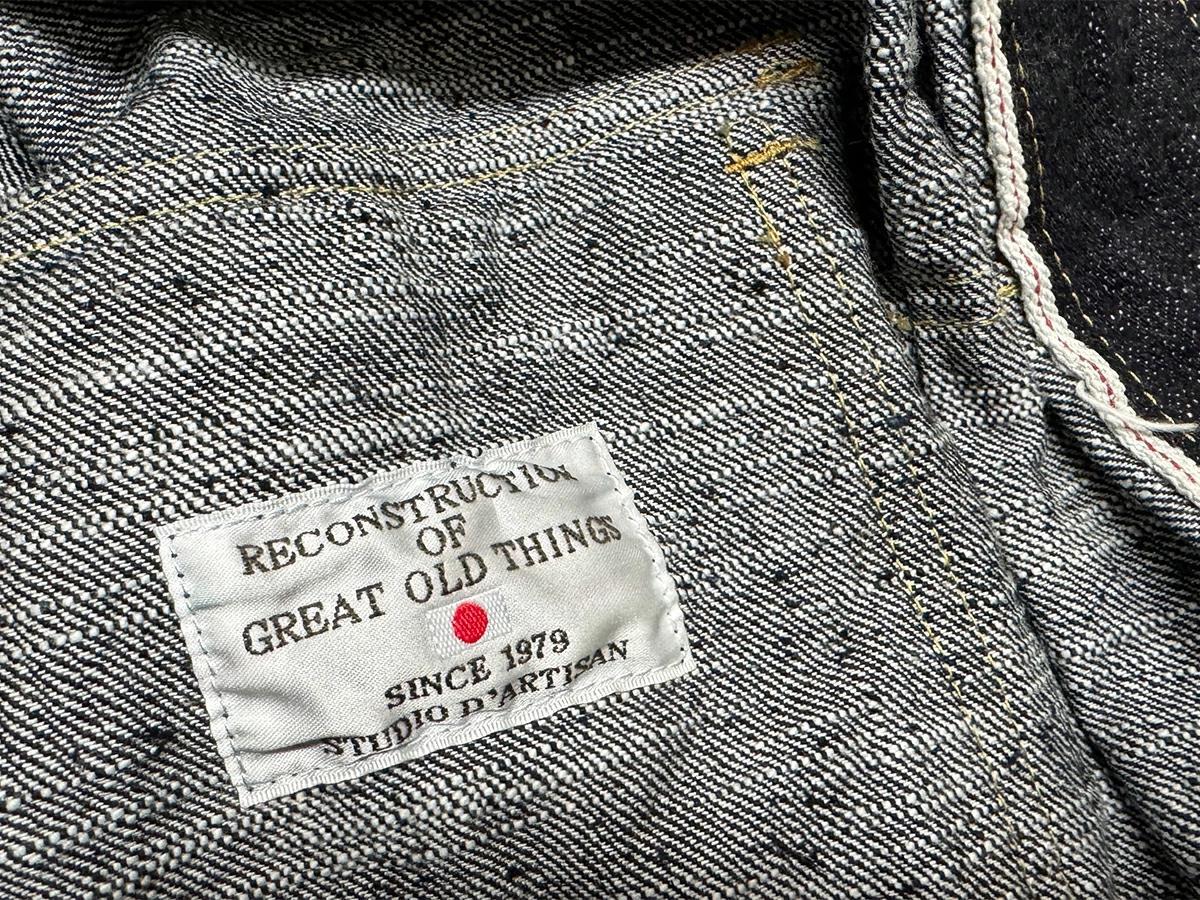 RECONSTRUCTION
OF
GREAT OLD THINGS
SINCE 1979
STUDIO D'ARTISAN